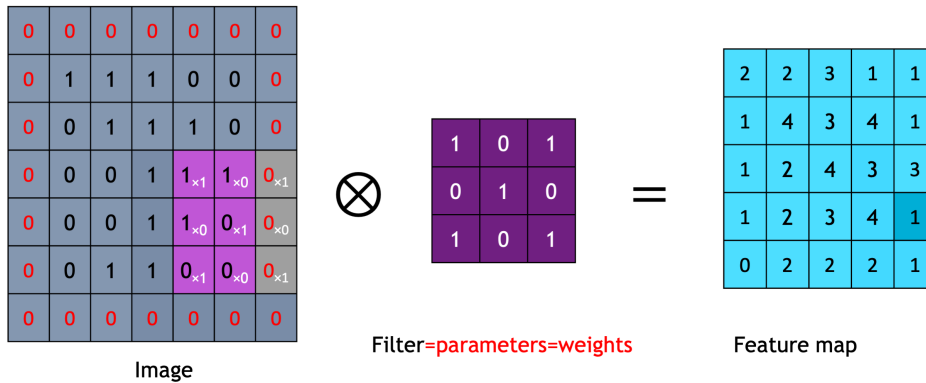 0 0 0 0 0 0 0
0 1 1 1 0 0 0
0 0 1 1 1 0 0
0 0 0 1 1×1 1×0 0×1
0 0 0 1 1×0 0×1 0×0
0 0 1 1 0×1 0×0 0×1
0 0 0 0 0 0 0
Image
⊗
1 0 1
0 1 0
1 0 1
Filter=parameters=weights
=
2 2 3 1 1
1 4 3 4 1
1 2 4 3 3
1 2 3 4 1
0 2 2 2 1
Feature map